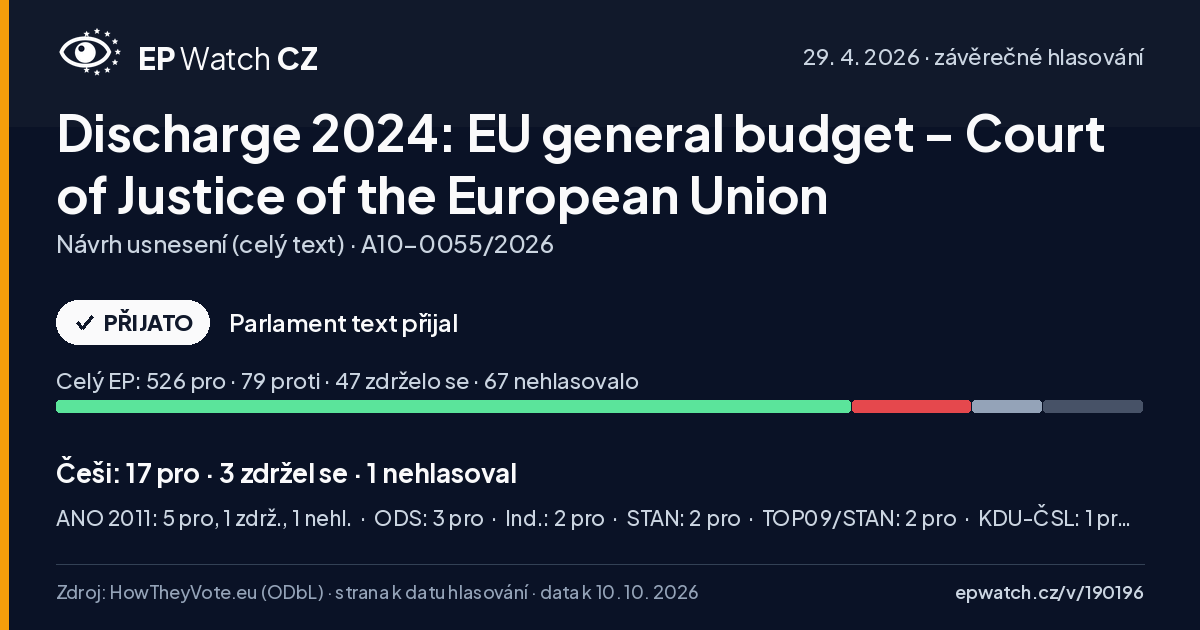 EP Watch CZ
29. 4. 2026 · závěrečné hlasování
Discharge 2024: EU general budget – Court
of Justice of the European Union
Návrh usnesení (celý text) · A10-0055/2026
✓ PŘIJATO
Parlament text přijal
Celý EP: 526 pro · 79 proti · 47 zdrželo se · 67 nehlasovalo
Češi: 17 pro · 3 zdržel se · 1 nehlasoval
ANO 2011: 5 pro, 1 zdrž., 1 nehl. · ODS: 3 pro · Ind.: 2 pro · STAN: 2 pro · TOP09/STAN: 2 pro · KDU-ČSL: 1 pr…
Zdroj: HowTheyVote.eu (ODbL) · strana k datu hlasování · data k 10. 10. 2026
epwatch.cz/v/190196